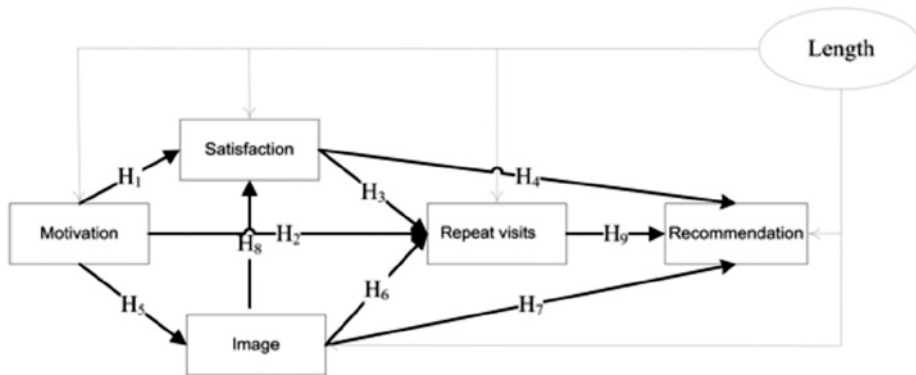 Length
Satisfaction
H₁
H₄
H₃
Motivation
H₈
H₂
Repeat visits
H₉
Recommendation
H₅
H₆
H₇
Image